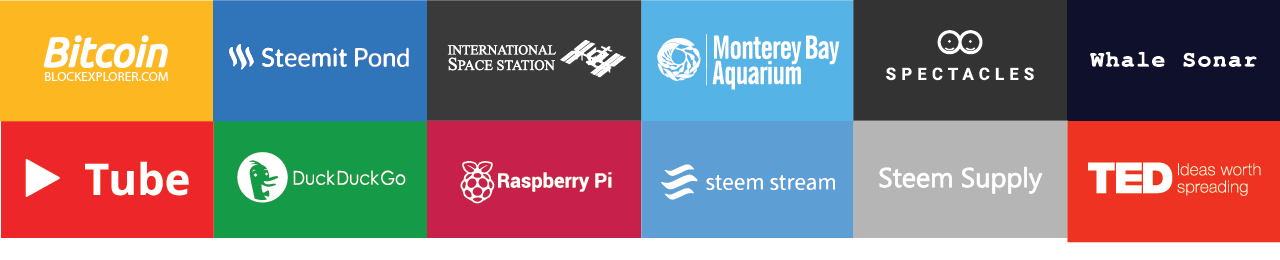 Bitcoin
BLOCKEXPLORER.COM
Steemit Pond
INTERNATIONAL
SPACE STATION
Monterey Bay
Aquarium
SPECTACLES
Whale Sonar
Tube
DuckDuckGo
Raspberry Pi
steem stream
Steem Supply
TED Ideas worth
spreading